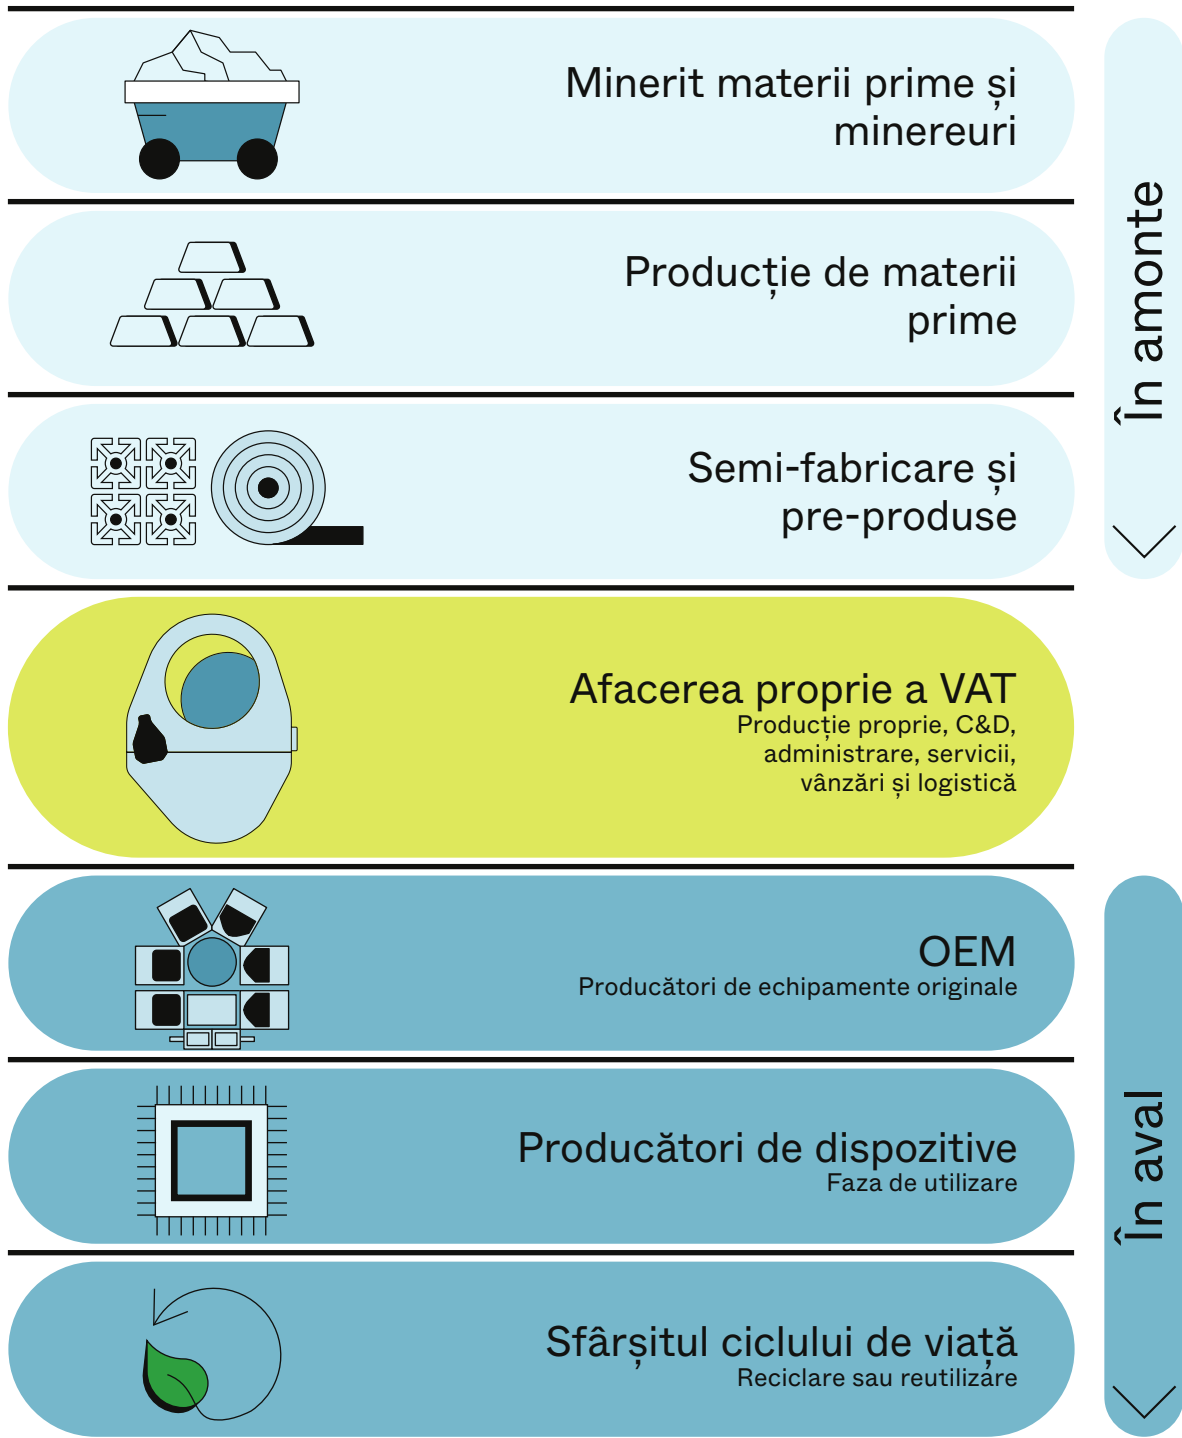 Minerit materii prime și
minereuri
Producție de materii
prime
Semi-fabricare și
pre-produse
În amonte
Afacerea proprie a VAT
Producție proprie, C&D,
administrare, servicii,
vânzări și logistică
OEM
Producători de echipamente originale
Producători de dispozitive
Faza de utilizare
Sfârșitul ciclului de viață
Reciclare sau reutilizare
În aval